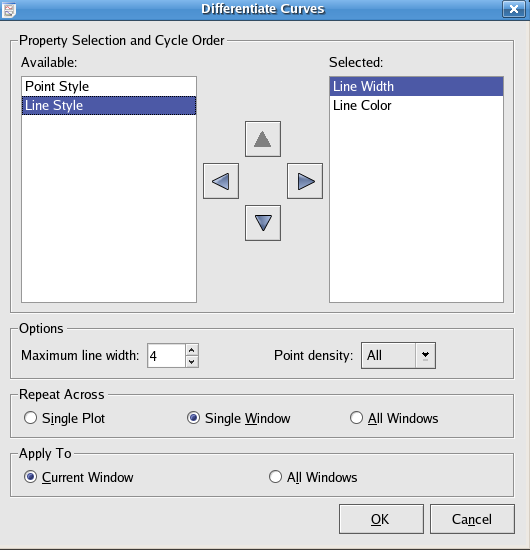 Differentiate Curves
Property Selection and Cycle Order
Available: Selected:
Point Style Line Width
Line Style Line Color
Options
Maximum line width: 4 Point density: All
Repeat Across
Single Plot Single Window All Windows
Apply To
Current Window All Windows
OK Cancel